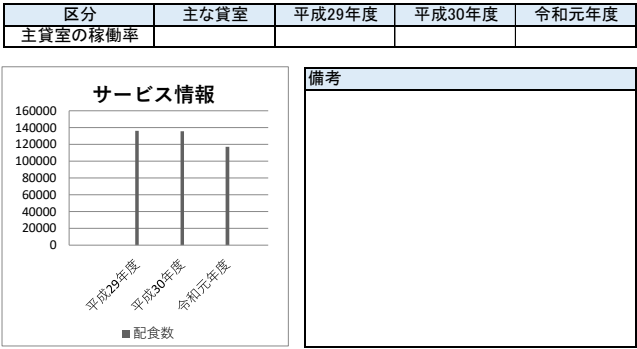 区分 主な貸室 平成29年度 平成30年度 令和元年度
主貸室の稼働率
サービス情報
160000
140000
120000
100000
80000
60000
40000
20000
0
平成29年度 平成30年度 令和元年度
■配食数
備考